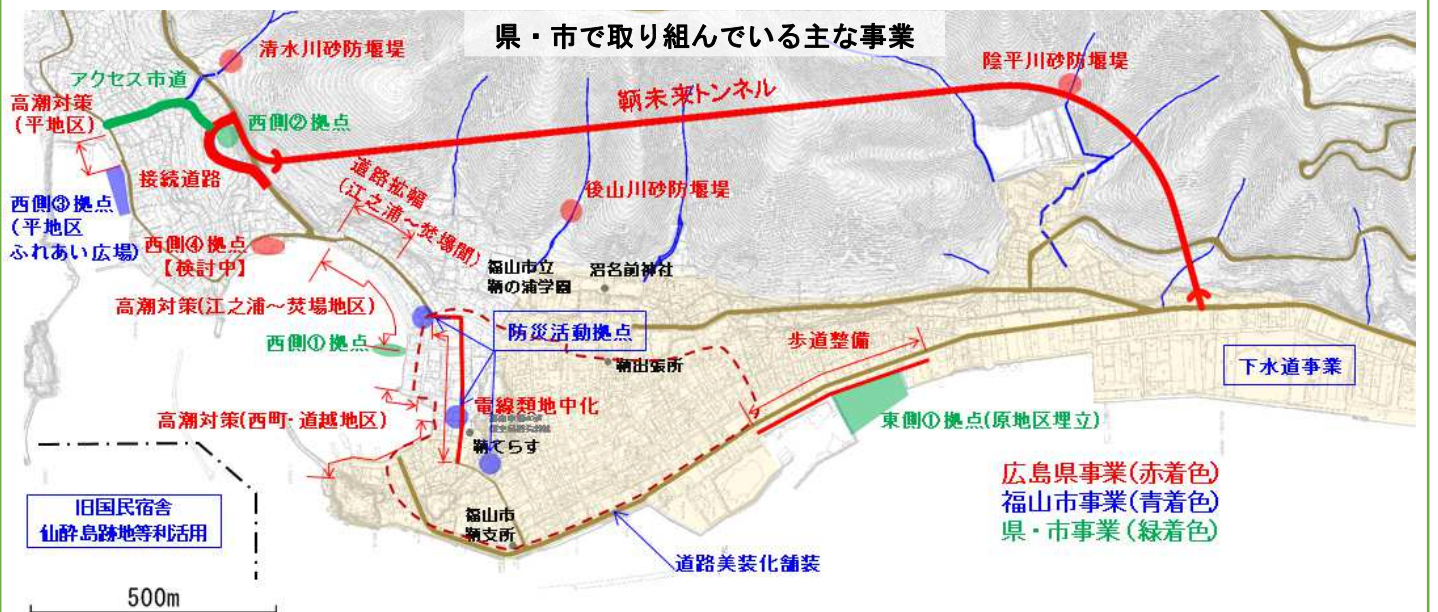 県・市で取り組んでいる主な事業
清水川砂防堰堤
陰平川砂防堰堤
アクセス市道
鞆未来トンネル
高潮対策
(平地区)
西側②拠点
接続道路
道路拡幅
(江之浦～焚場間)
後山川砂防堰堤
西側③拠点
(平地区
ふれあい広場)
西側④拠点
【検討中】
福山市立
鞆の浦学園
沼名前神社
高潮対策(江之浦～焚場地区)
防災活動拠点
歩道整備
西側①拠点
鞆出張所
下水道事業
電線類地中化
高潮対策(西町・道越地区)
鞆てらす
東側①拠点(原地区埋立)
広島県事業(赤着色)
福山市事業(青着色)
県・市事業(緑着色)
旧国民宿舎
仙酔島跡地等利活用
福山市
鞆支所
道路美装化舗装
500m